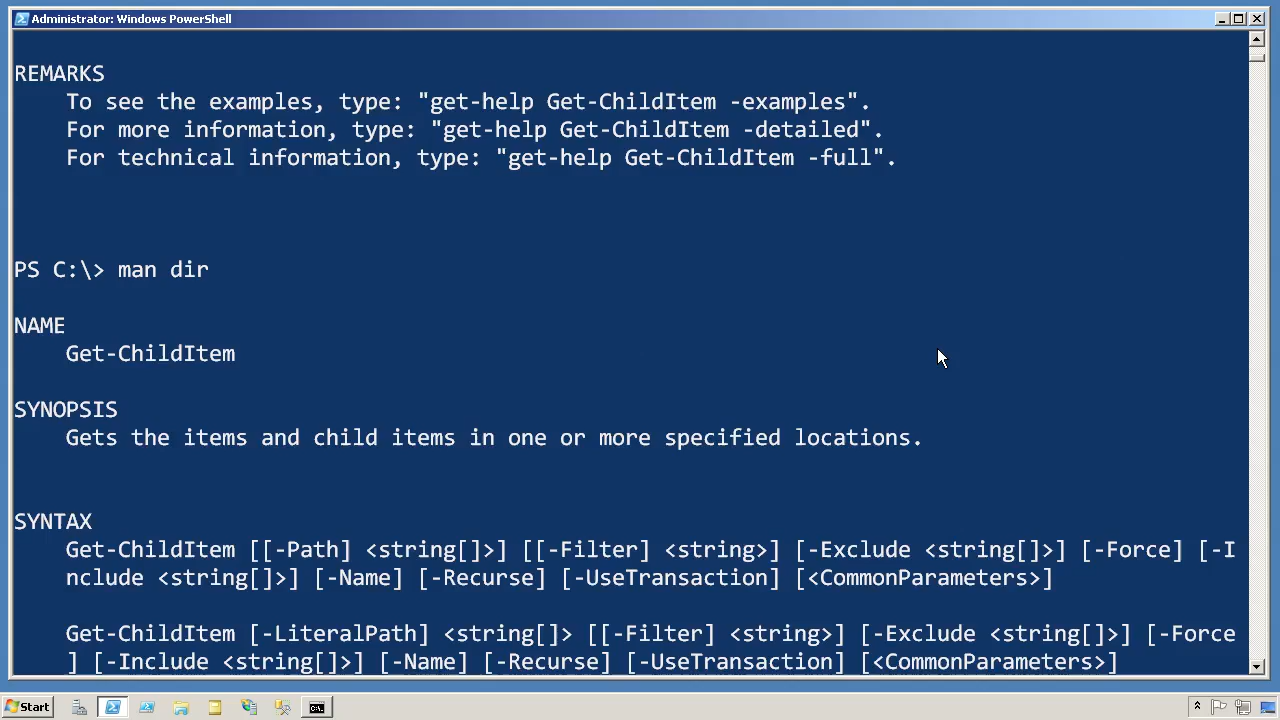 Administrator: Windows PowerShell
REMARKS
To see the examples, type: "get-help Get-ChildItem -examples".
For more information, type: "get-help Get-ChildItem -detailed".
For technical information, type: "get-help Get-ChildItem -full".
PS C:\> man dir
NAME
Get-ChildItem
SYNOPSIS
Gets the items and child items in one or more specified locations.
SYNTAX
Get-ChildItem [[-Path] <string[]>] [[-Filter] <string>] [-Exclude <string[]>] [-Force] [-I
nclude <string[]>] [-Name] [-Recurse] [-UseTransaction] [<CommonParameters>]
Get-ChildItem [-LiteralPath] <string[]> [[-Filter] <string>] [-Exclude <string[]>] [-Force
] [-Include <string[]>] [-Name] [-Recurse] [-UseTransaction] [<CommonParameters>]
Start